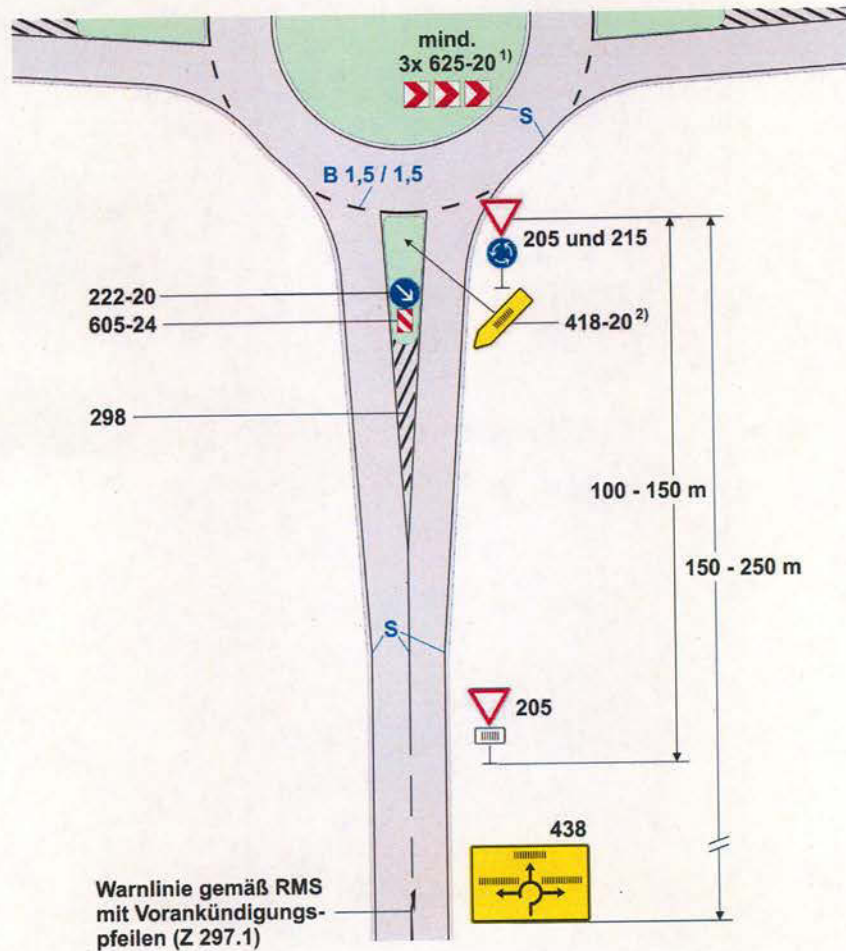 mind.
3x 625-20 1)
S
B 1,5 / 1,5
205 und 215
222-20
605-24
418-20 2)
298
100 - 150 m
150 - 250 m
S
205
438
Warnlinie gemäß RMS
mit Vorankündigungs-
pfeilen (Z 297.1)